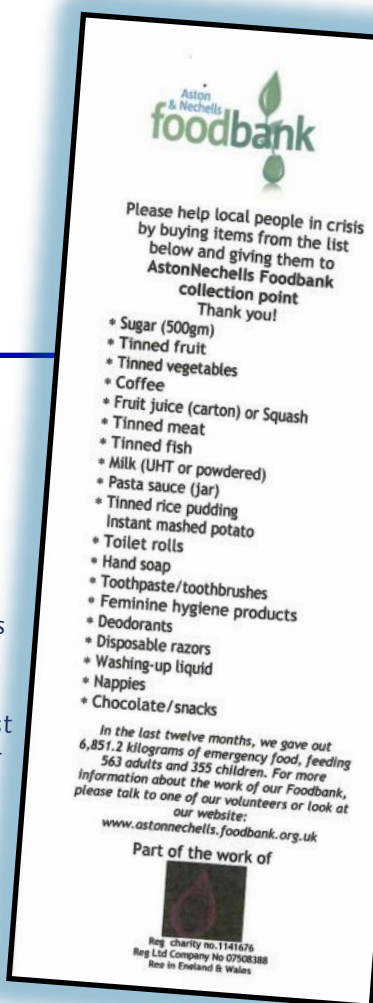 Aston
& Nechells
foodbank
Please help local people in crisis
by buying items from the list
below and giving them to
AstonNechells Foodbank
collection point
Thank you!
* Sugar (500gm)
* Tinned fruit
* Tinned vegetables
* Coffee
* Fruit juice (carton) or Squash
* Tinned meat
* Tinned fish
* Milk (UHT or powdered)
* Pasta sauce (jar)
* Tinned rice pudding
Instant mashed potato
* Toilet rolls
* Hand soap
* Toothpaste/toothbrushes
* Feminine hygiene products
* Deodorants
* Disposable razors
* Washing-up liquid
* Nappies
* Chocolate/snacks
In the last twelve months, we gave out
6,851.2 kilograms of emergency food, feeding
563 adults and 355 children. For more
information about the work of our Foodbank,
please talk to one of our volunteers or look at
our website:
www.astonnechells.foodbank.org.uk
Part of the work of
Reg charity no.1141676
Reg Ltd Company No 07508388
Reg in England & Wales